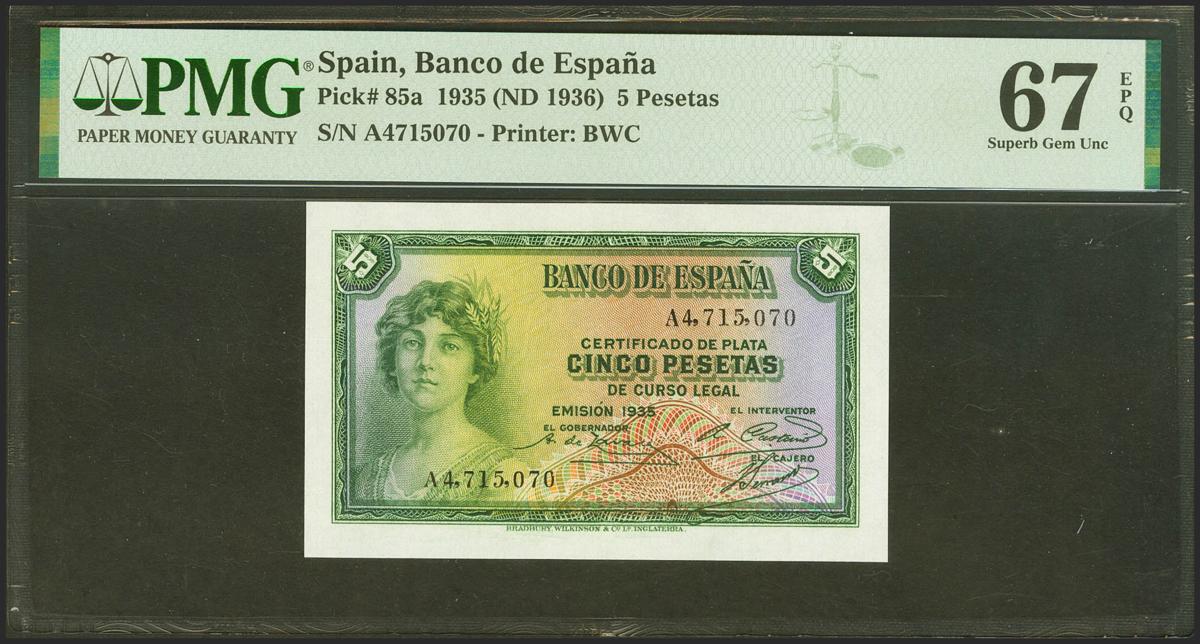 PMG®
PAPER MONEY GUARANTY
Spain, Banco de España
Pick# 85a 1935 (ND 1936) 5 Pesetas
S/N A4715070 - Printer: BWC
67
EPQ
Superb Gem Unc
5
5
BANCO DE ESPAÑA
A4,715,070
CERTIFICADO DE PLATA
CINCO PESETAS
DE CURSO LEGAL
EMISIÓN 1935
EL INTERVENTOR
EL GOBERNADOR
EL CAJERO
A4,715,070
BRADBURY, WILKINSON & Cº Lº INGLATERRA.